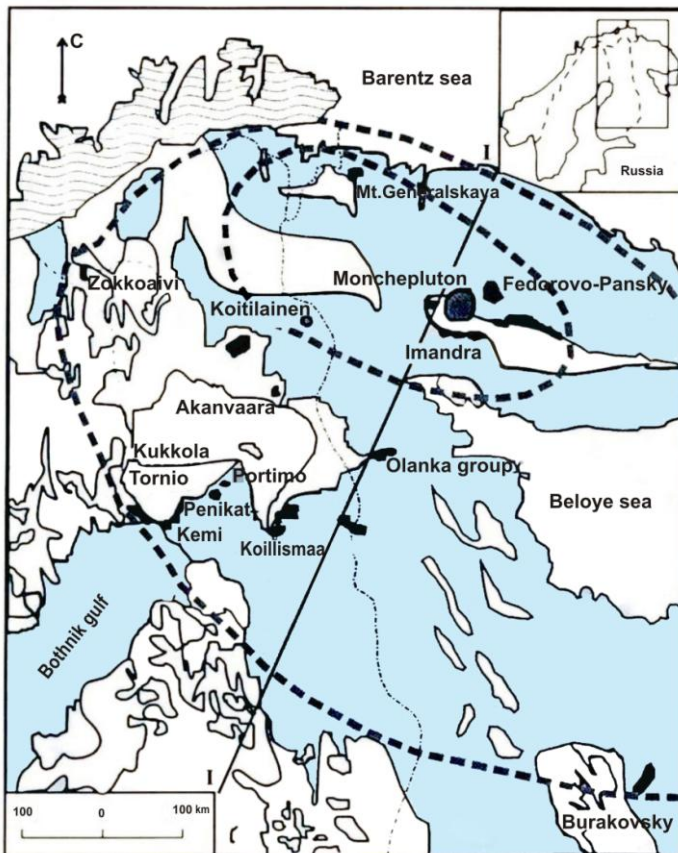 C
Barentz sea
Russia
I
Mt.Generalskaya
Zokkoaivi
Monchepluton
Fedorovo-Pansky
Koitilainen
Imandra
Akanvaara
Kukkola
Tornio
Portimo
Olanka group
Penikat-
Kemi
Koillismaa
Beloye sea
Bothnik gulf
I
100 0 100 km
Burakovsky